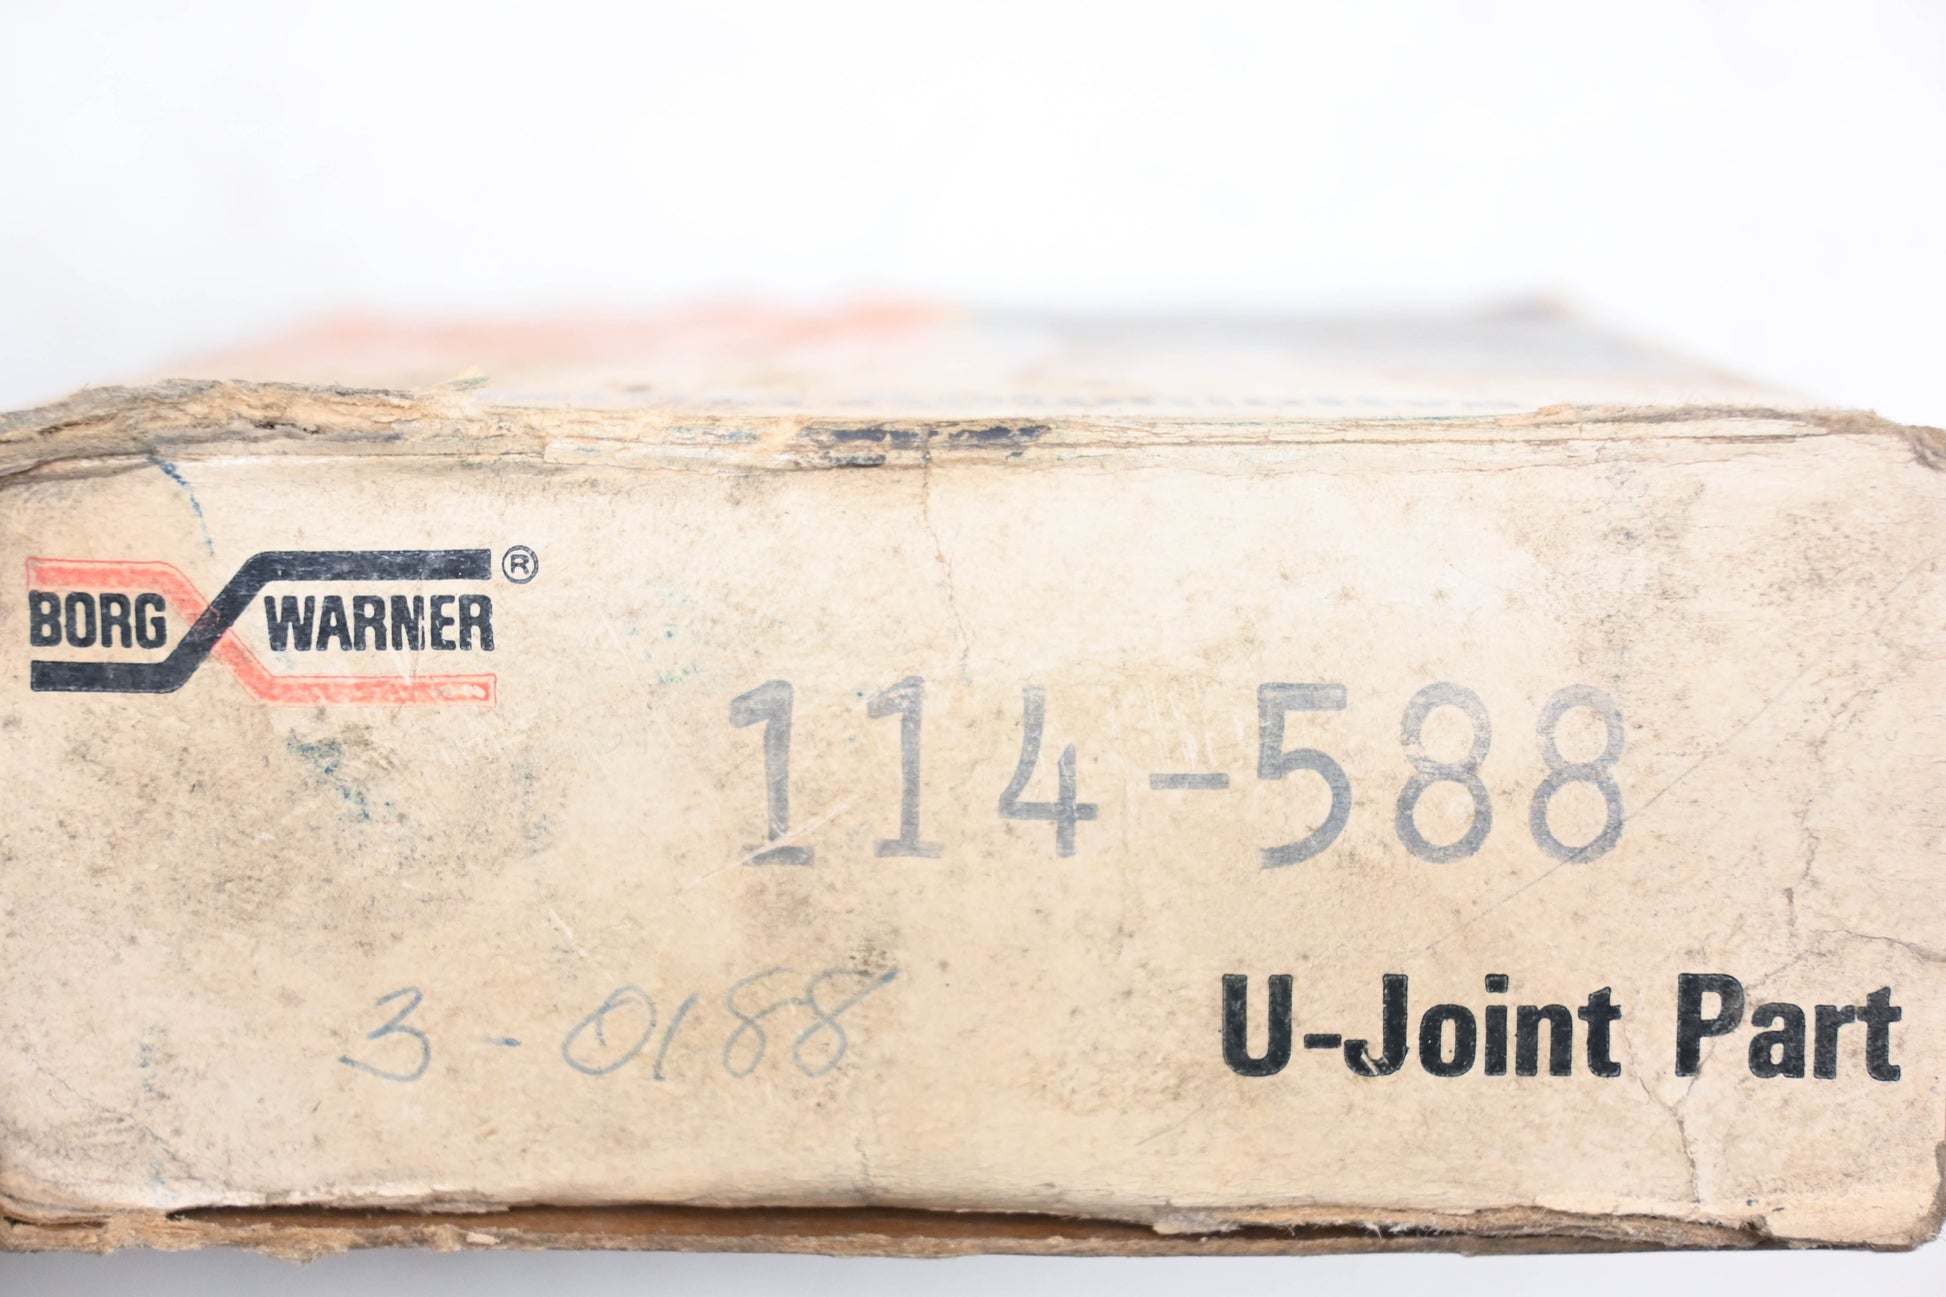 BORG WARNER ®
114-588
3-0188
U-Joint Part